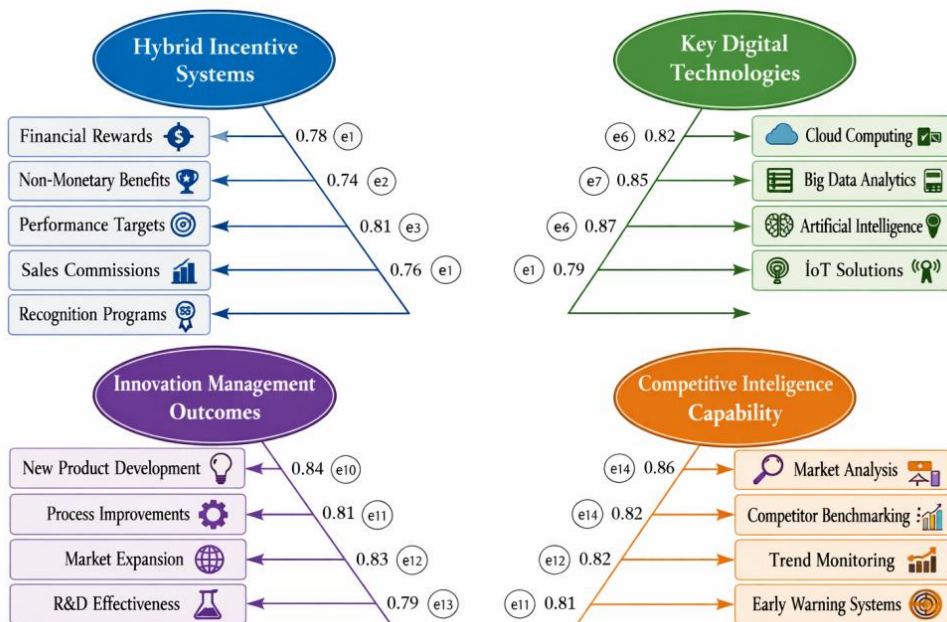 Hybrid Incentive
Systems
Financial Rewards $ 0.78 e1
Non-Monetary Benefits 0.74 e2
Performance Targets 0.81 e3
Sales Commissions 0.76 e1
Recognition Programs
Key Digital
Technologies
e6 0.82 Cloud Computing
e7 0.85 Big Data Analytics
e6 0.87 Artificial Intelligence
e1 0.79 İoT Solutions
Innovation Management
Outcomes
New Product Development 0.84 e10
Process Improvements 0.81 e11
Market Expansion 0.83 e12
R&D Effectiveness 0.79 e13
Competitive Inteligence
Capability
e14 0.86 Market Analysis
e14 0.82 Competitor Benchmarking
e12 0.82 Trend Monitoring
e11 0.81 Early Warning Systems